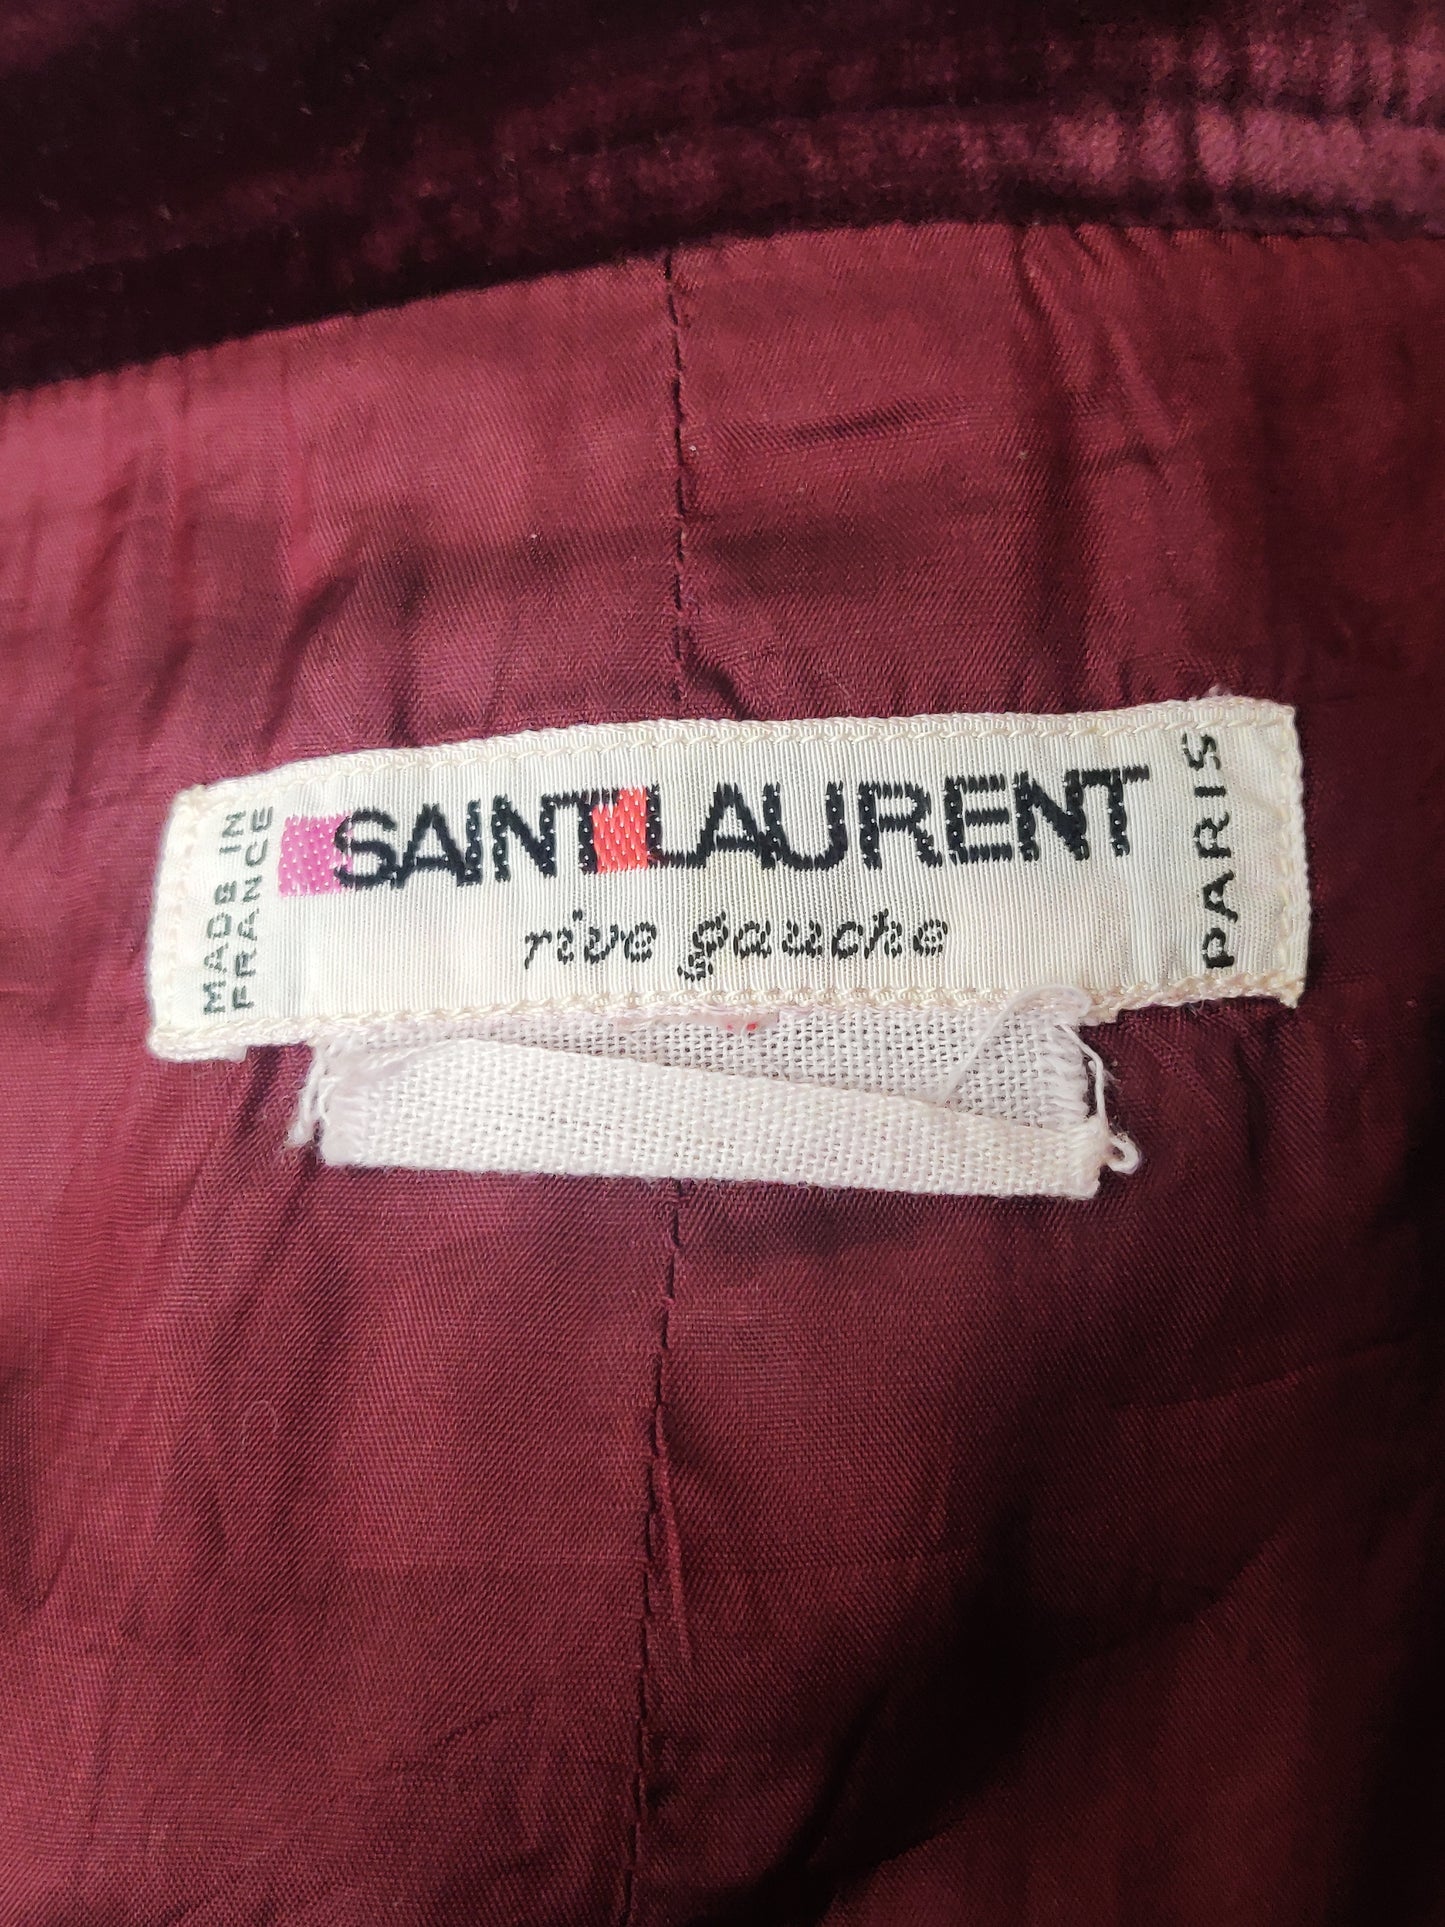 MADE IN
FRANCE
SAINT LAURENT
rive gauche
PARIS